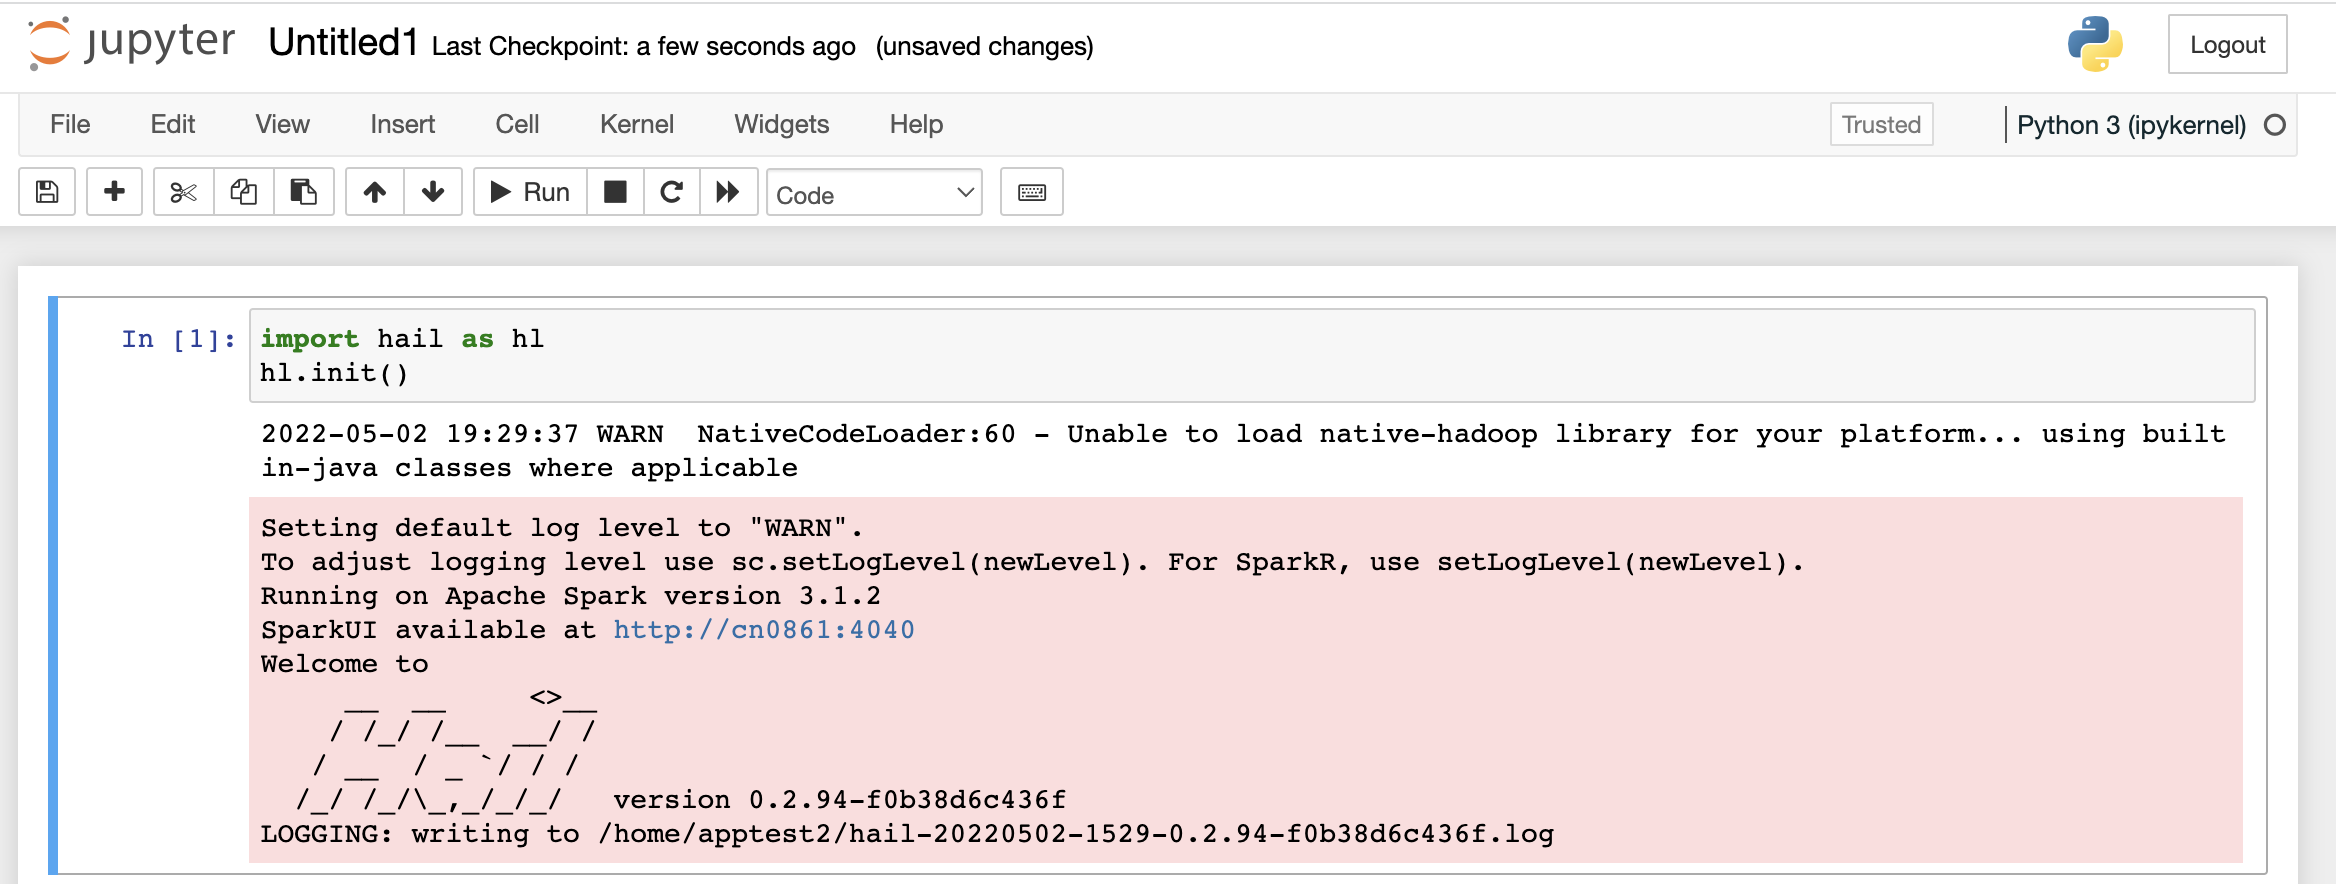 jupyter Untitled1 Last Checkpoint: a few seconds ago (unsaved changes) Logout
File Edit View Insert Cell Kernel Widgets Help Trusted Python 3 (ipykernel)
Run Code
In [1]: import hail as hl
hl.init()
2022-05-02 19:29:37 WARN  NativeCodeLoader:60 - Unable to load native-hadoop library for your platform... using built
in-java classes where applicable
Setting default log level to "WARN".
To adjust logging level use sc.setLogLevel(newLevel). For SparkR, use setLogLevel(newLevel).
Running on Apache Spark version 3.1.2
SparkUI available at http://cn0861:4040
Welcome to
     __  __     <>__
    / /_/ /__  __/ /
   / __  / _ `/ / /
  /_/ /_/\_,_/_/_/   version 0.2.94-f0b38d6c436f
LOGGING: writing to /home/apptest2/hail-20220502-1529-0.2.94-f0b38d6c436f.log